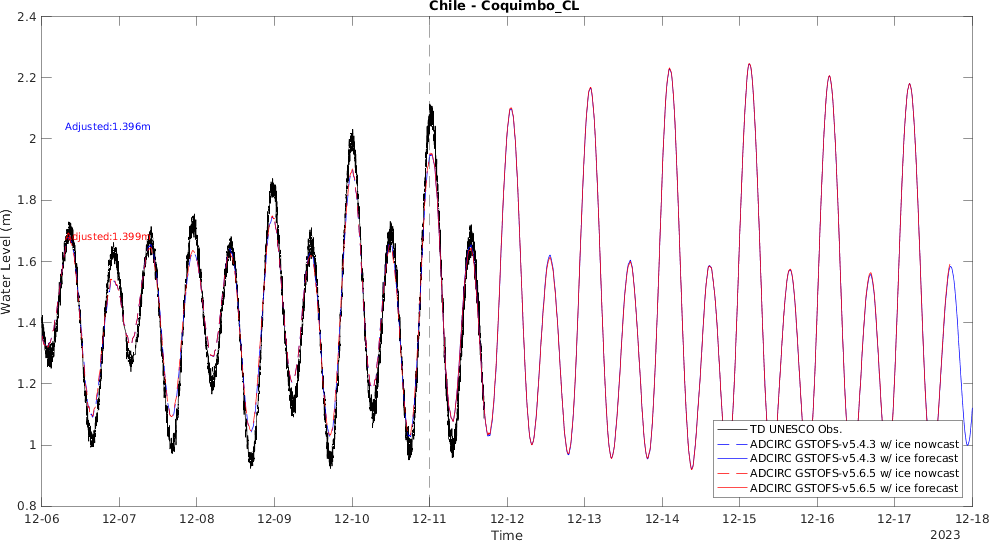 Chile - Coquimbo_CL
2.4
2.2
2
1.8
1.6
1.4
1.2
1
0.8
Water Level (m)
Adjusted:1.396m
Adjusted:1.399m
TD UNESCO Obs.
ADCIRC GSTOFS-v5.4.3 w/ ice nowcast
ADCIRC GSTOFS-v5.4.3 w/ ice forecast
ADCIRC GSTOFS-v5.6.5 w/ ice nowcast
ADCIRC GSTOFS-v5.6.5 w/ ice forecast
12-06 12-07 12-08 12-09 12-10 12-11 12-12 12-13 12-14 12-15 12-16 12-17 12-18
Time
2023